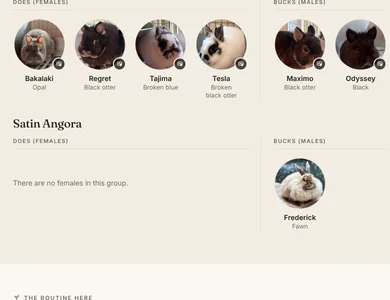 DOES (FEMALES)
BUCKS (MALES)
Bakalaki
Opal
Regret
Black otter
Tajima
Broken blue
Tesla
Broken
black otter
Maximo
Black otter
Odyssey
Black
Satin Angora
DOES (FEMALES)
BUCKS (MALES)
There are no females in this group.
Frederick
Fawn
THE ROUTINE HERE